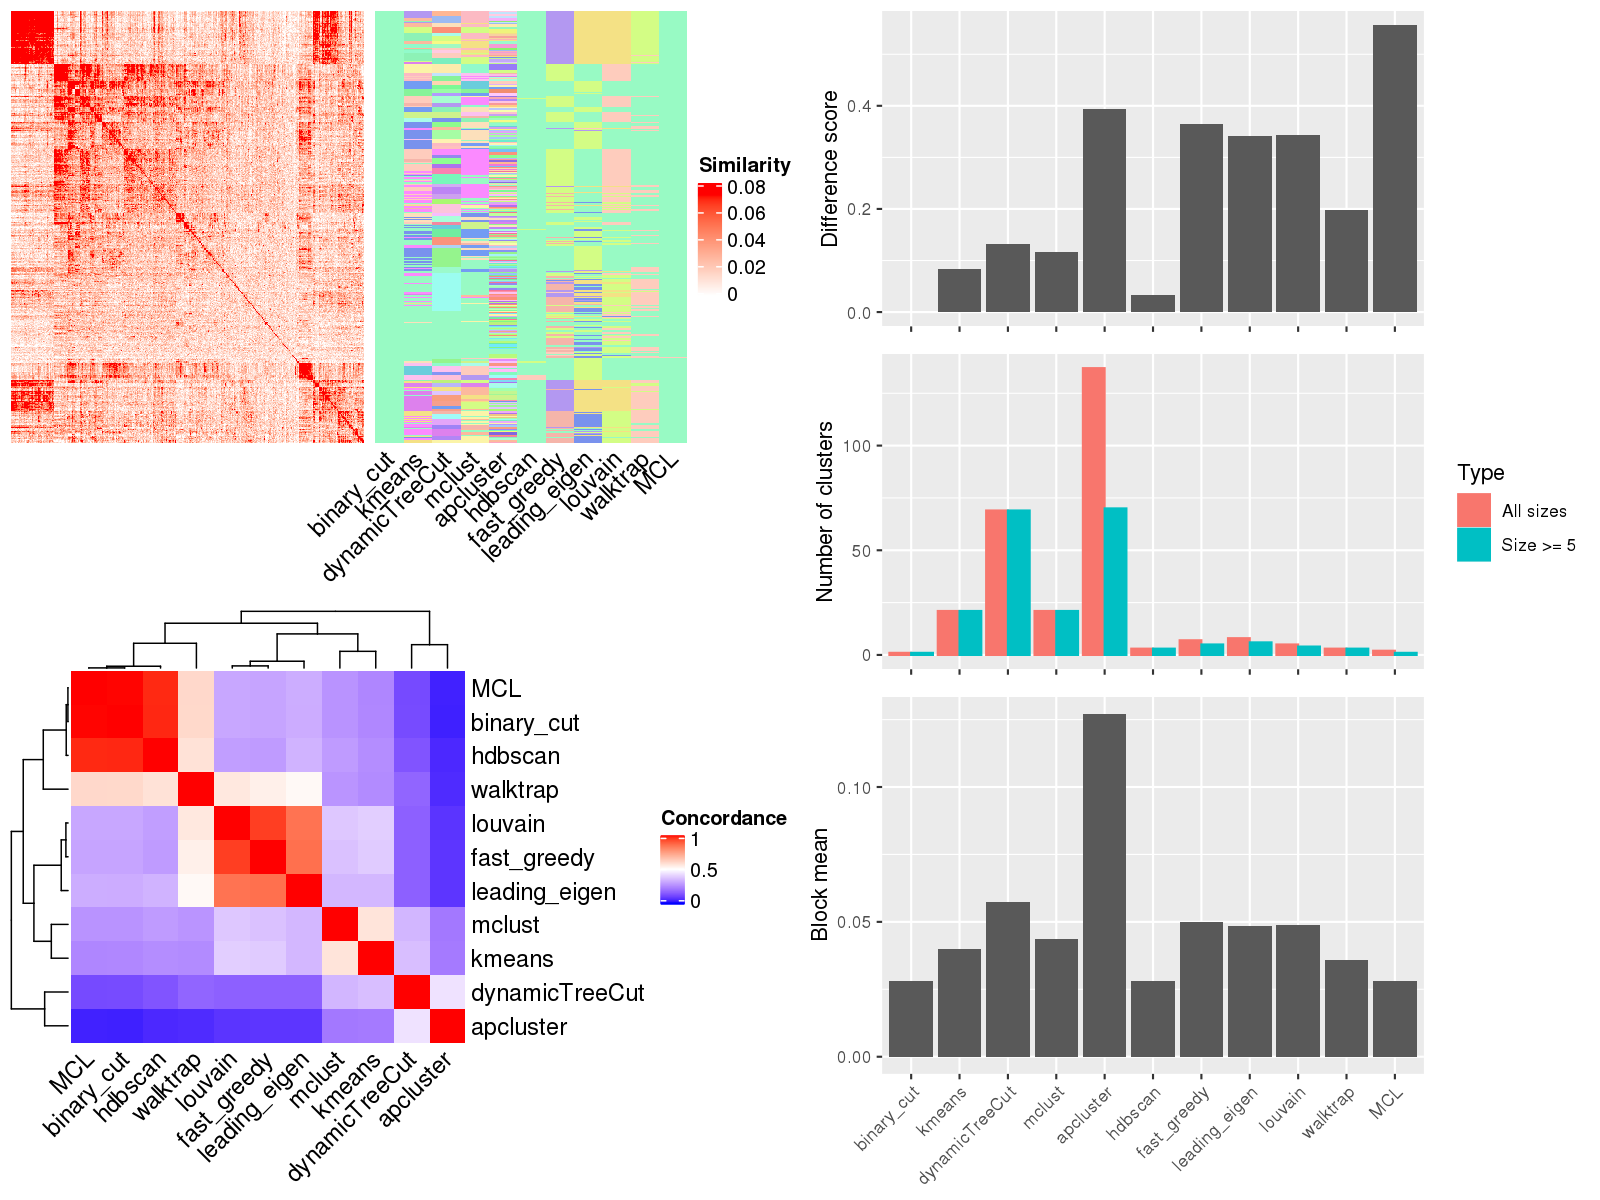 Similarity
0.08
0.06
0.04
0.02
0
binary_cut
kmeans
dynamicTreeCut
mclust
apcluster
hdbscan
fast_greedy
leading_eigen
louvain
walktrap
MCL
MCL
binary_cut
hdbscan
walktrap
louvain
fast_greedy
leading_eigen
mclust
kmeans
dynamicTreeCut
apcluster
Concordance
1
0.5
0
MCL
binary_cut
hdbscan
walktrap
louvain
fast_greedy
leading_eigen
mclust
kmeans
dynamicTreeCut
apcluster
Difference score
0.4
0.2
0.0
Number of clusters
100
50
0
Type
All sizes
Size >= 5
Block mean
0.10
0.05
0.00
binary_cut
kmeans
dynamicTreeCut
mclust
apcluster
hdbscan
fast_greedy
leading_eigen
louvain
walktrap
MCL